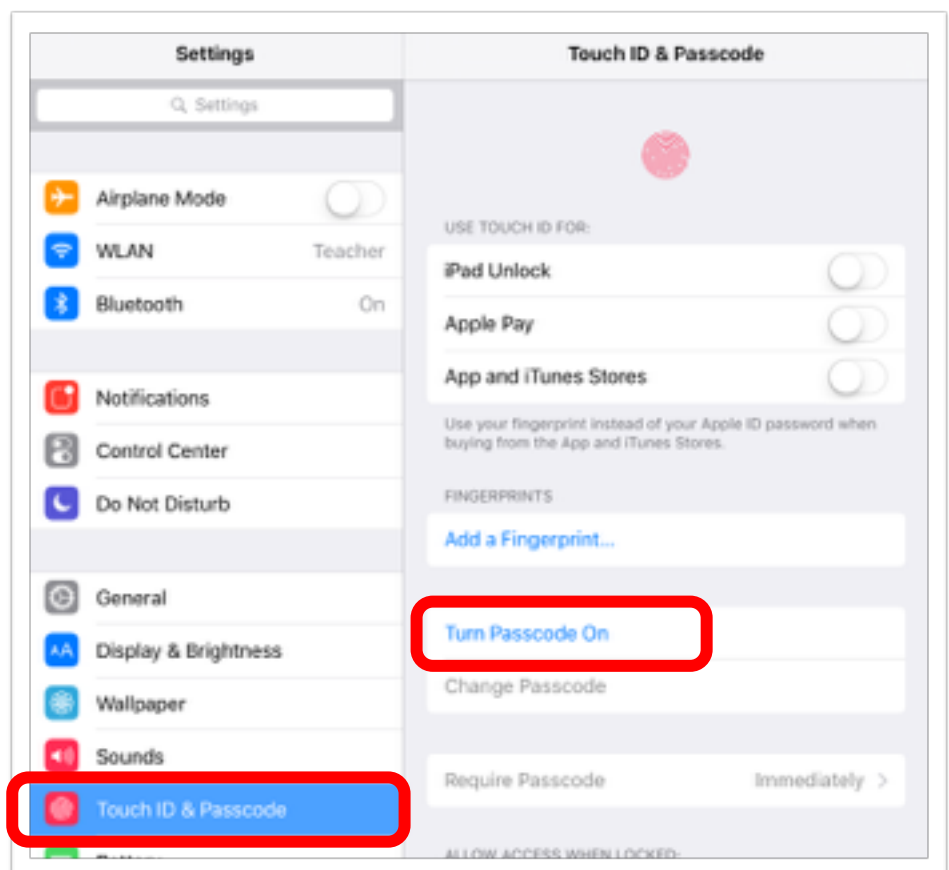 Settings
Settings
Airplane Mode
WLAN Teacher
Bluetooth On
Notifications
Control Center
Do Not Disturb
General
AA Display & Brightness
Wallpaper
Sounds
Touch ID & Passcode
Touch ID & Passcode
USE TOUCH ID FOR:
iPad Unlock
Apple Pay
App and iTunes Stores
Use your fingerprint instead of your Apple ID password when
buying from the App and iTunes Stores.
FINGERPRINTS
Add a Fingerprint...
Turn Passcode On
Change Passcode
Require Passcode Immediately >
ALLOW ACCESS WHEN LOCKED: